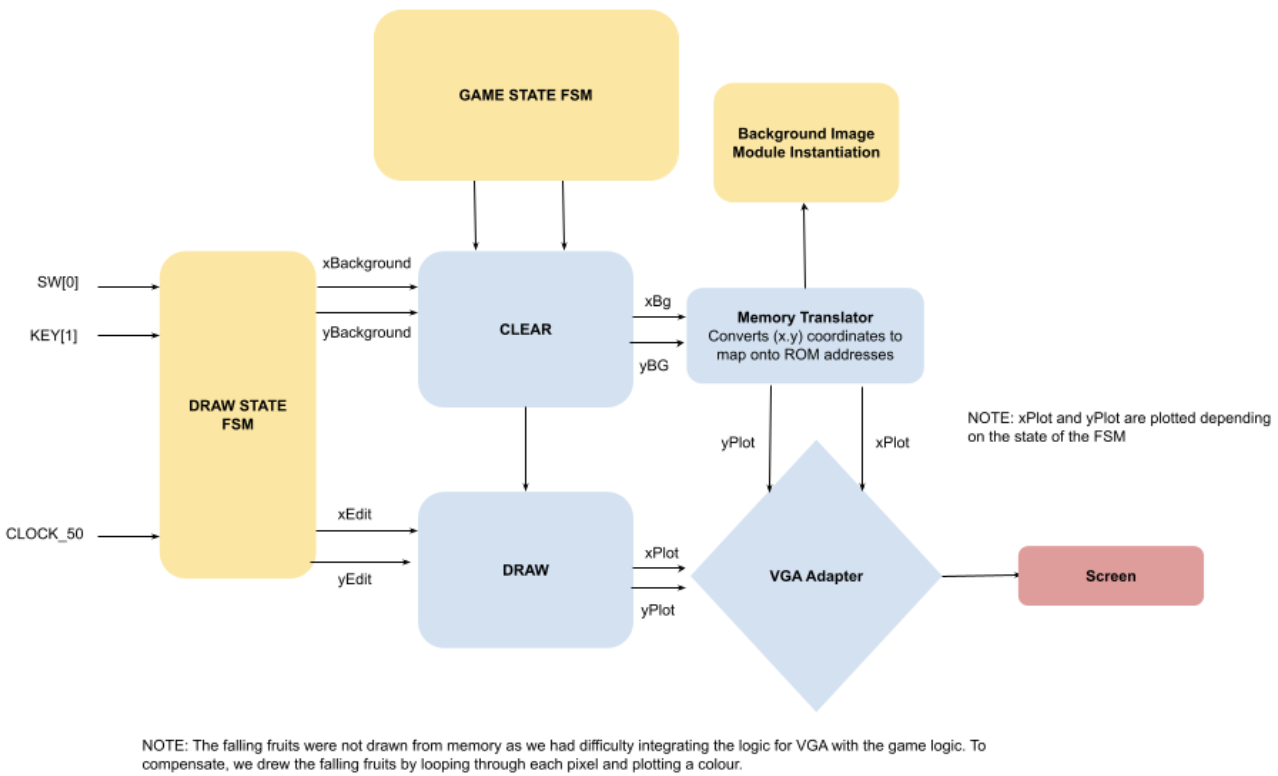 GAME STATE FSM
Background Image
Module Instantiation
SW[0]
KEY[1]
CLOCK_50
DRAW STATE
FSM
xBackground
yBackground
CLEAR
xBg
yBG
Memory Translator
Converts (x.y) coordinates to
map onto ROM addresses
yPlot
xPlot
NOTE: xPlot and yPlot are plotted depending
on the state of the FSM
xEdit
yEdit
DRAW
xPlot
yPlot
VGA Adapter
Screen
NOTE: The falling fruits were not drawn from memory as we had difficulty integrating the logic for VGA with the game logic. To
compensate, we drew the falling fruits by looping through each pixel and plotting a colour.